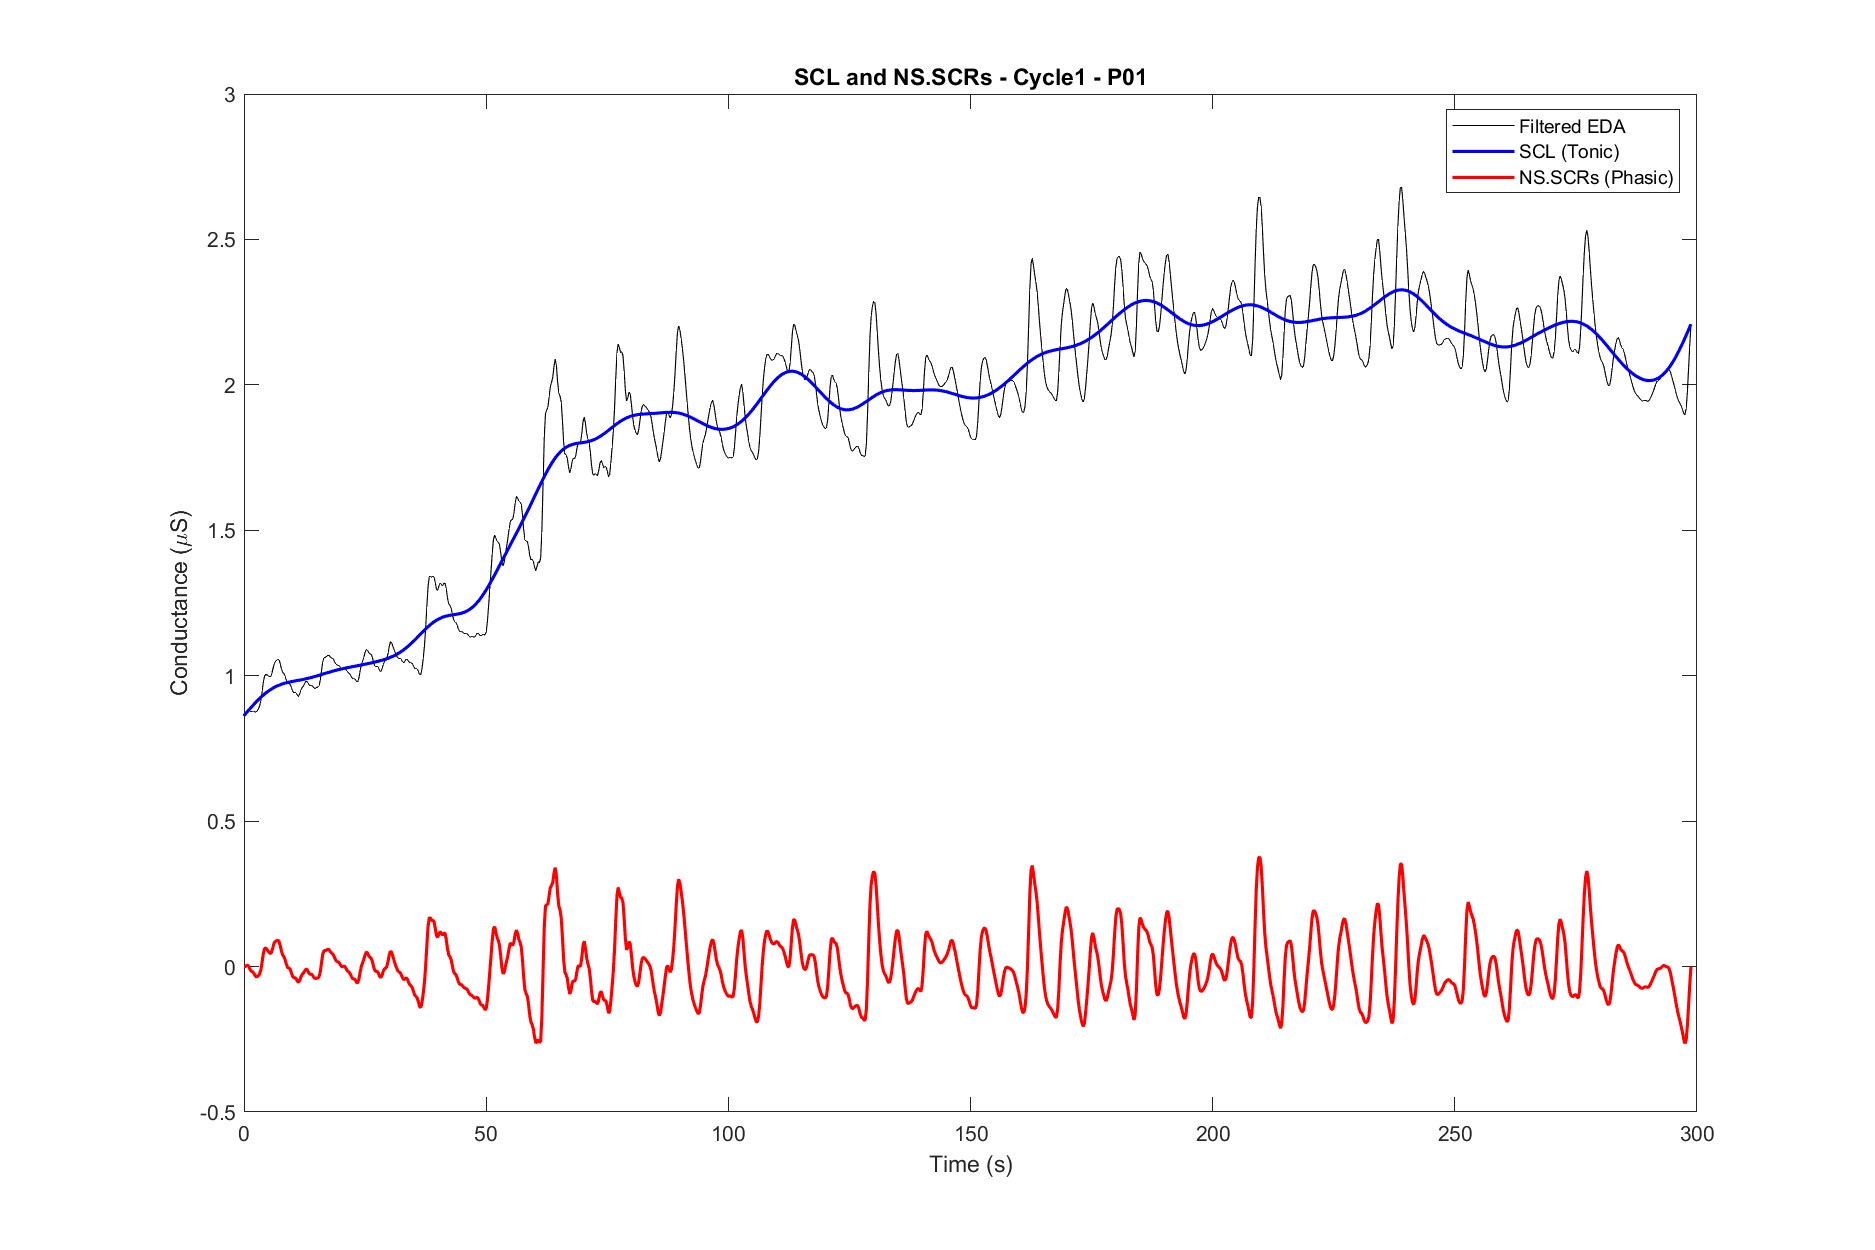 SCL and NS.SCRs - Cycle1 - P01
Filtered EDA
SCL (Tonic)
NS.SCRs (Phasic)
3
2.5
2
1.5
1
0.5
0
-0.5
Conductance (μS)
0 50 100 150 200 250 300
Time (s)